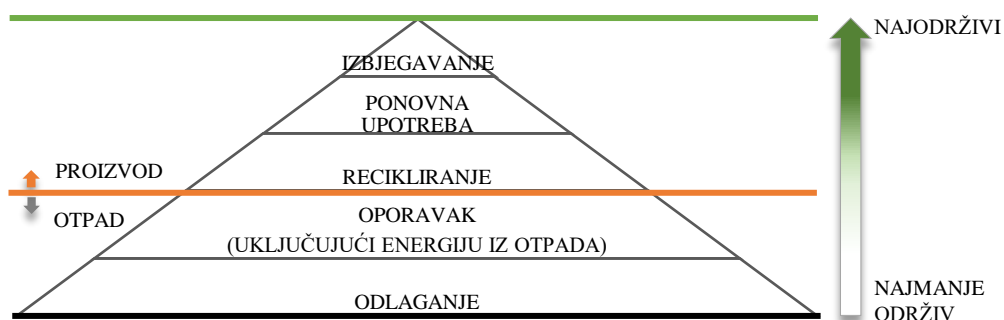 NAJODRŽIVI
IZBJEGAVANJE
PONOVNA
UPOTREBA
PROIZVOD
RECIKLIRANJE
OTPAD
OPORAVAK
(UKLJUČUJUĆI ENERGIJU IZ OTPADA)
ODLAGANJE
NAJMANJE
ODRŽIV